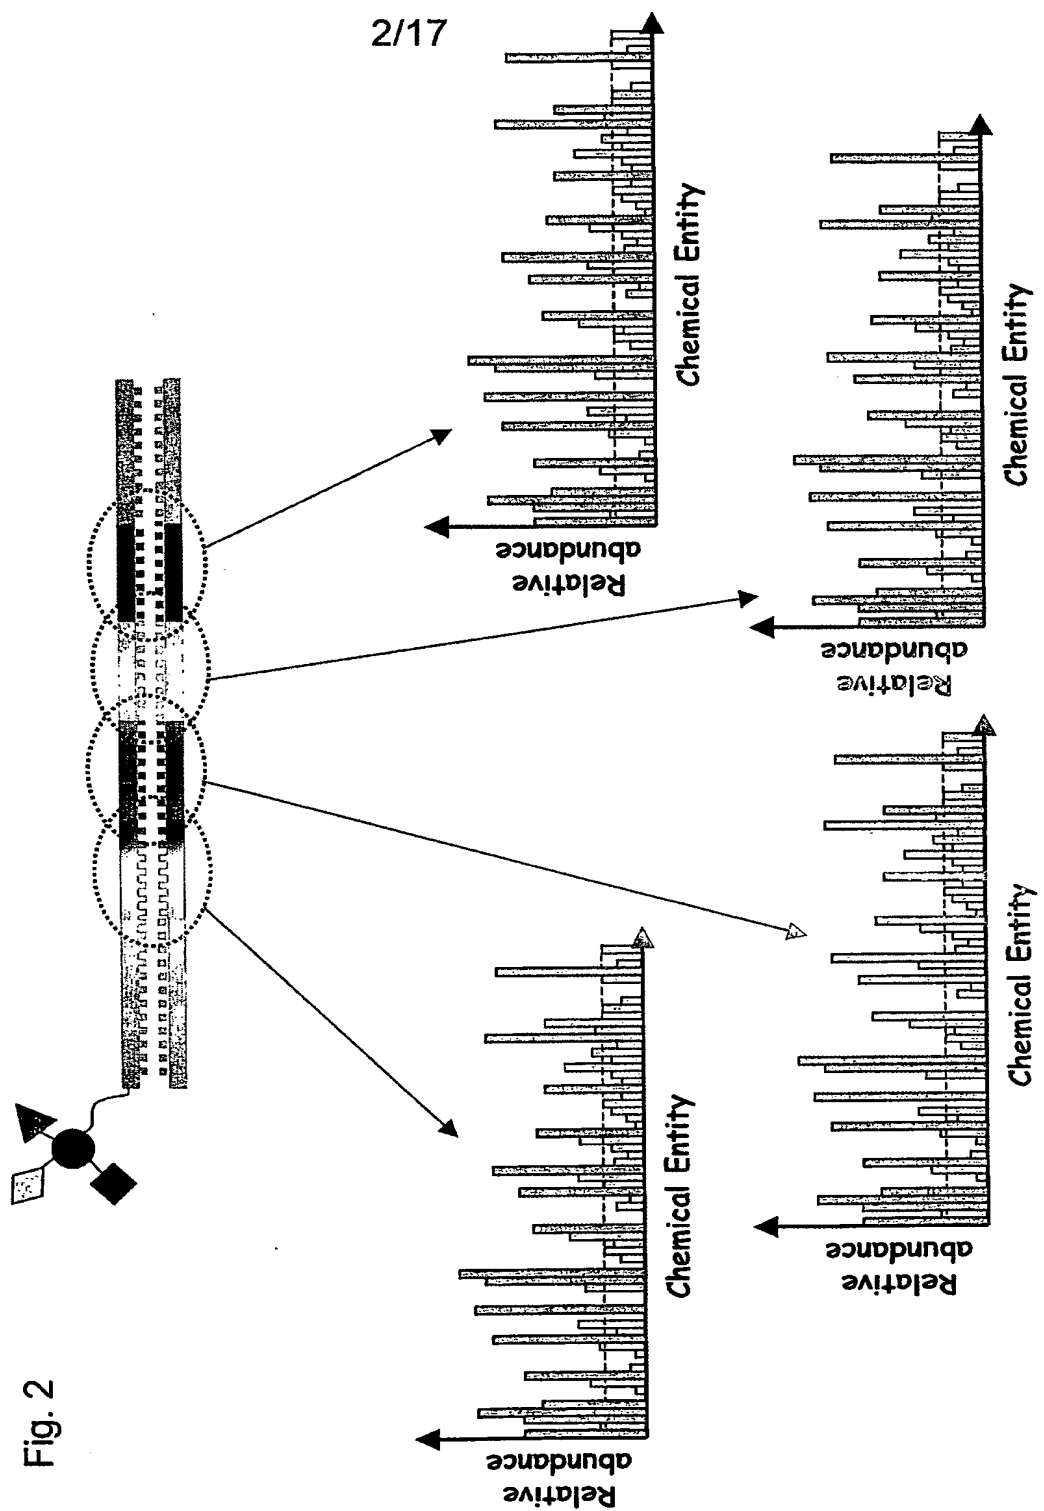 2/17
Fig. 2
Relative
abundance
Chemical Entity
Relative
abundance
Chemical Entity
Relative
abundance
Chemical Entity
Relative
abundance
Chemical Entity